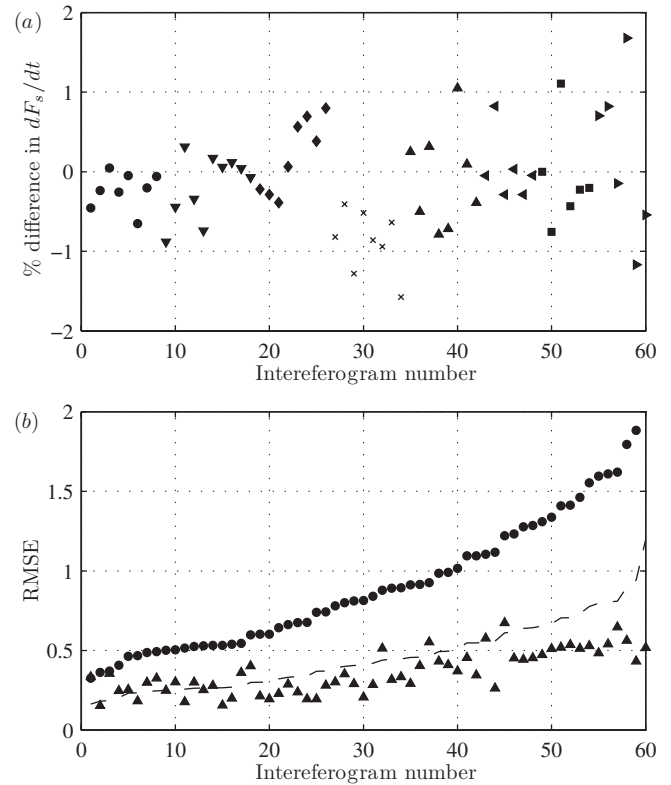 (a)
2
1
0
−1
−2
% difference in dF_s/dt
0 10 20 30 40 50 60
Intereferogram number
(b)
2
1.5
1
0.5
0
RMSE
0 10 20 30 40 50 60
Intereferogram number